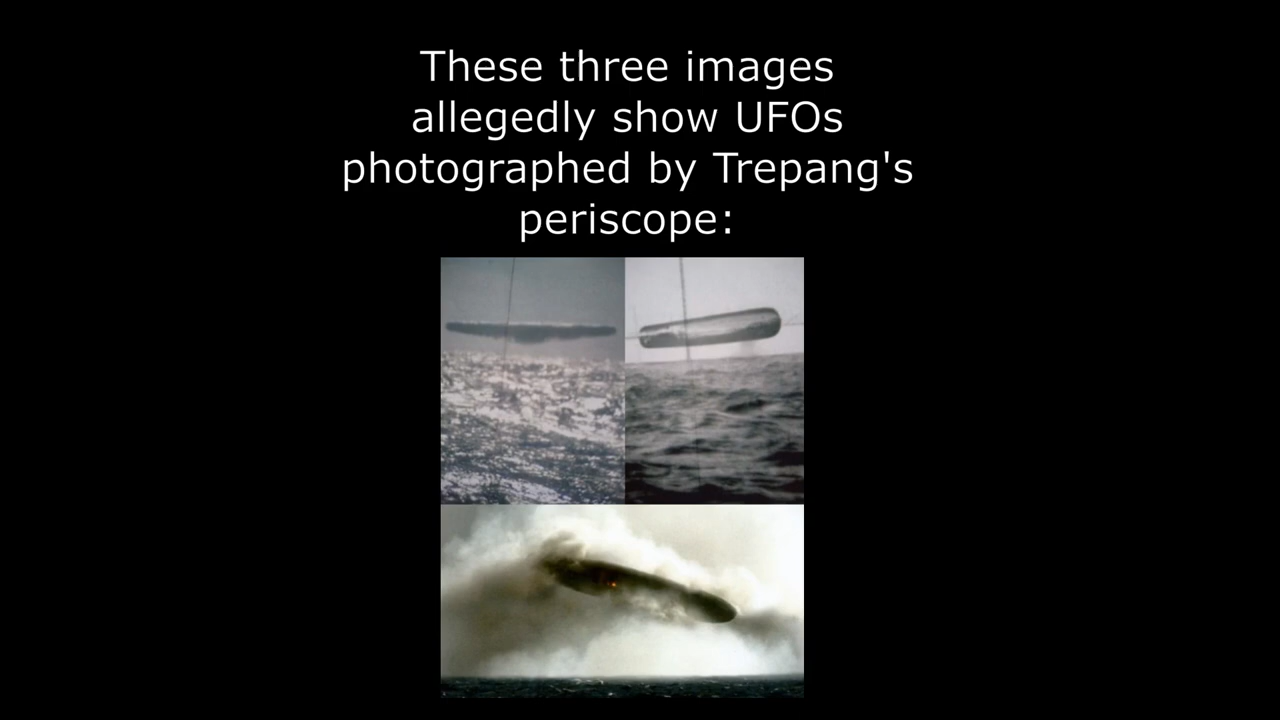 These three images
allegedly show UFOs
photographed by Trepang's
periscope: